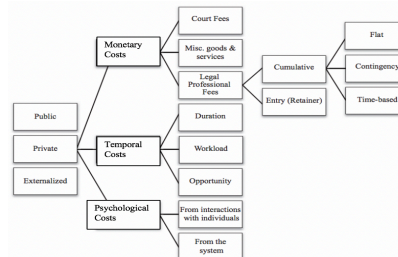 Public
Private
Externalized
Monetary
Costs
Temporal
Costs
Psychological
Costs
Court Fees
Misc. goods &
services
Legal
Professional
Fees
Duration
Workload
Opportunity
From interactions
with individuals
From the
system
Cumulative
Entry (Retainer)
Flat
Contingency
Time-based